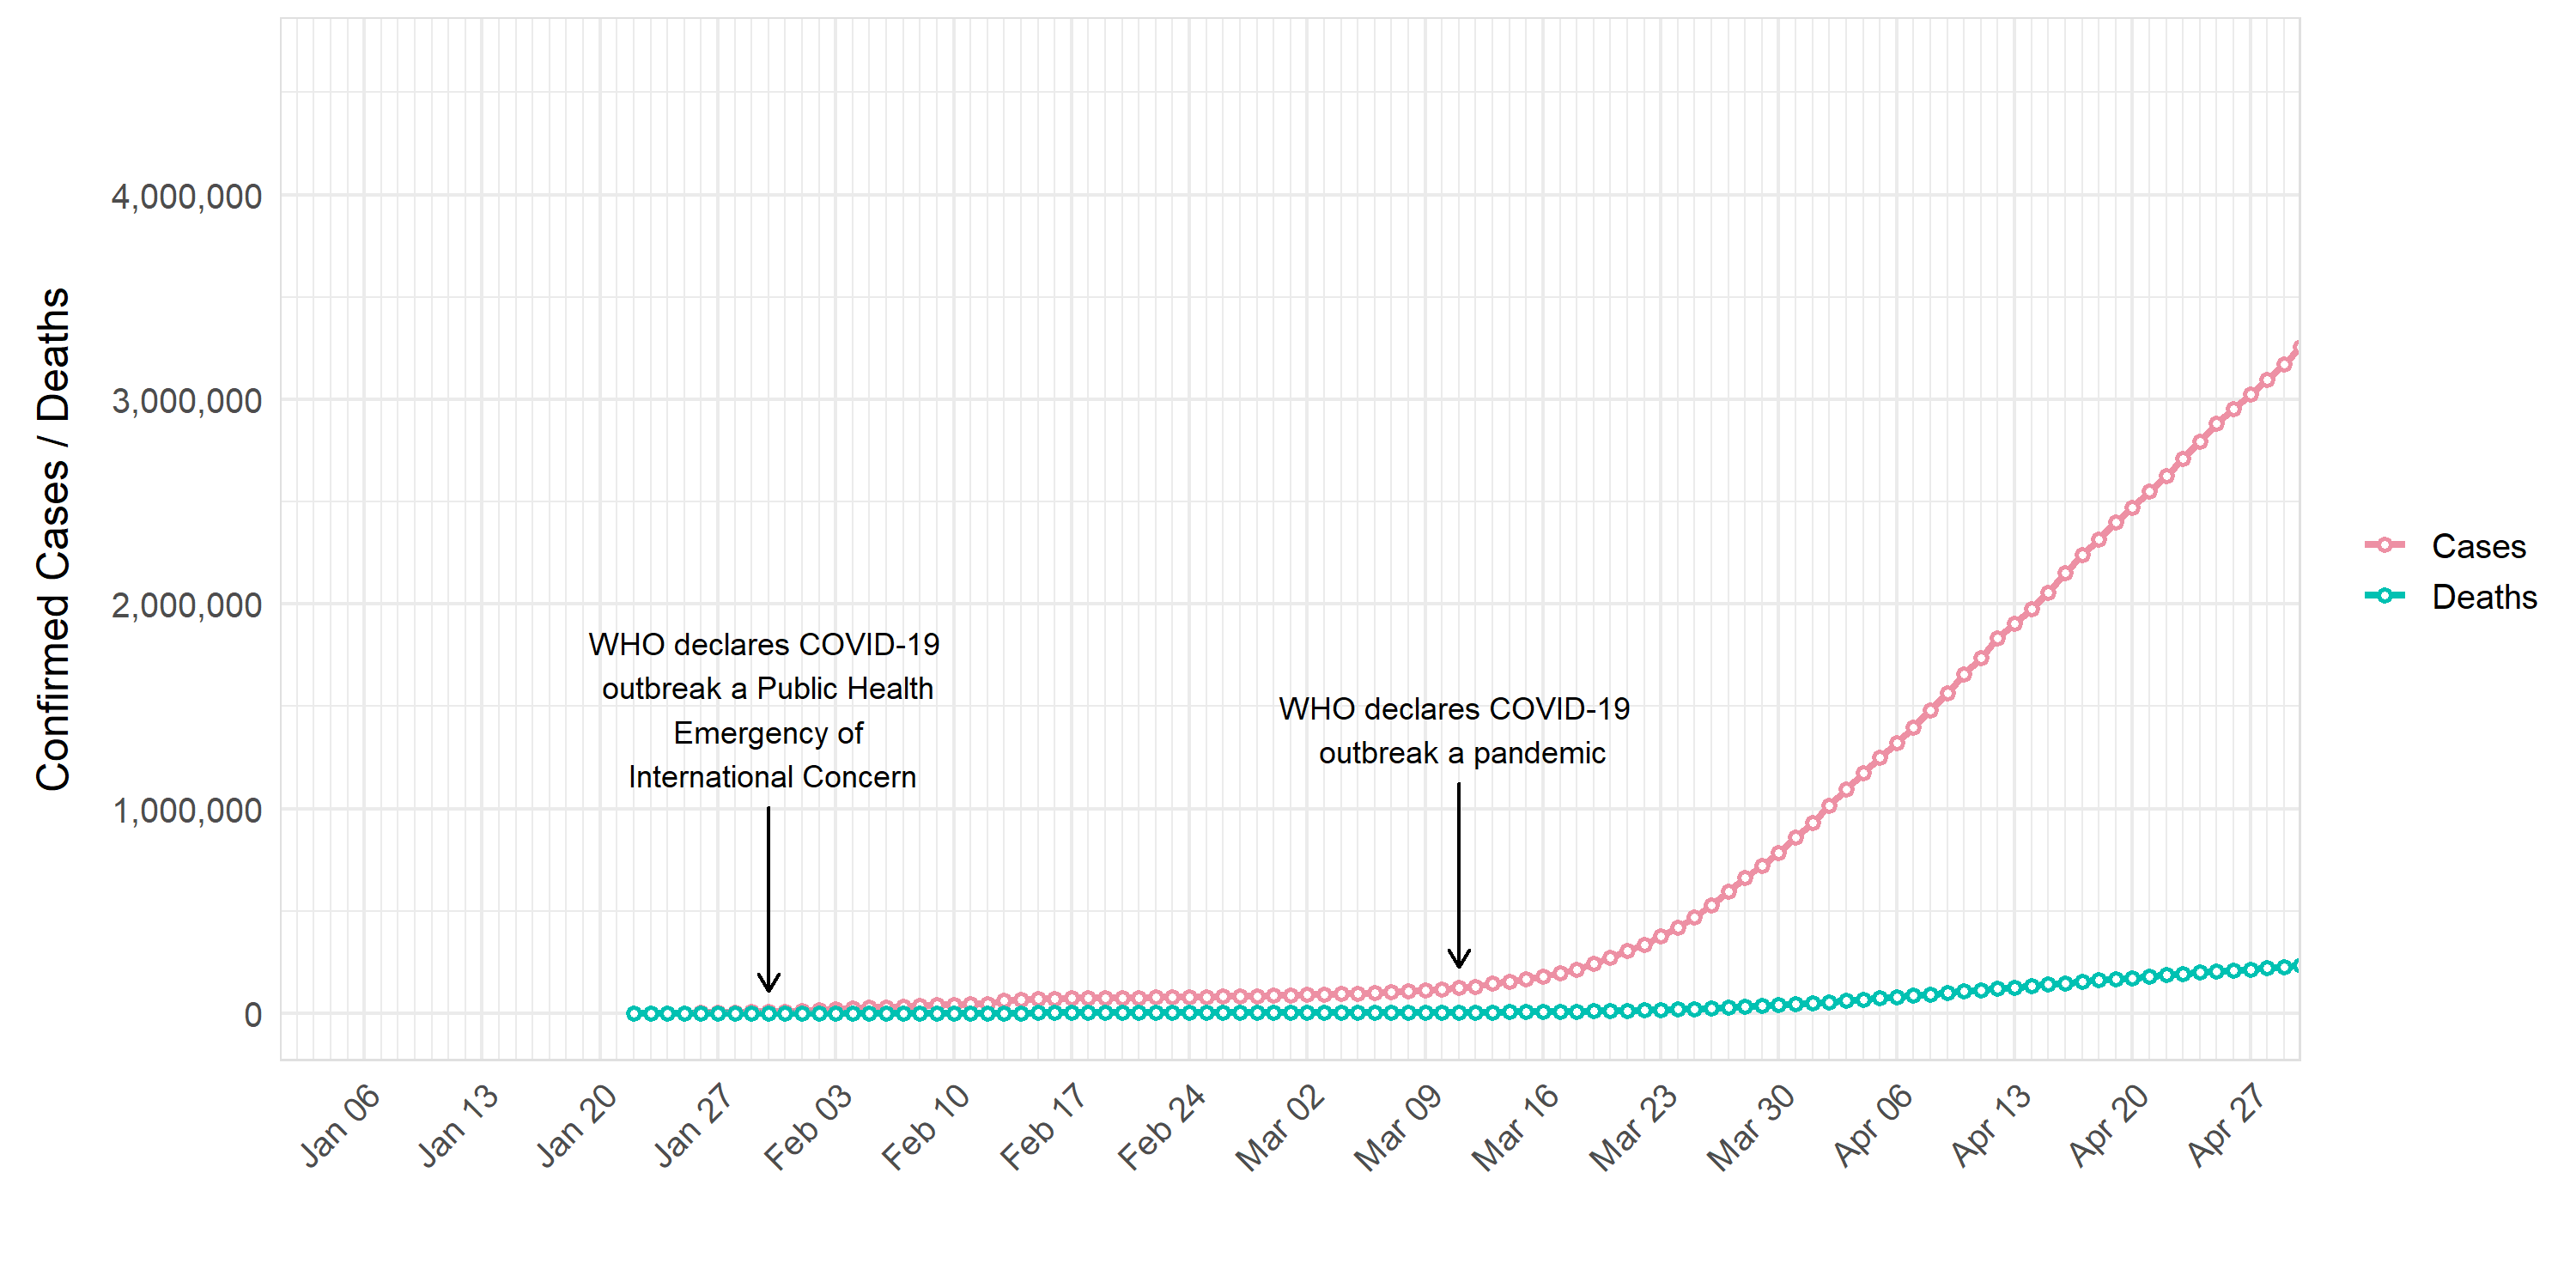 Confirmed Cases / Deaths
4,000,000
3,000,000
2,000,000
1,000,000
0
WHO declares COVID-19
outbreak a Public Health
Emergency of
International Concern
WHO declares COVID-19
outbreak a pandemic
Cases
Deaths
Jan 06
Jan 13
Jan 20
Jan 27
Feb 03
Feb 10
Feb 17
Feb 24
Mar 02
Mar 09
Mar 16
Mar 23
Mar 30
Apr 06
Apr 13
Apr 20
Apr 27